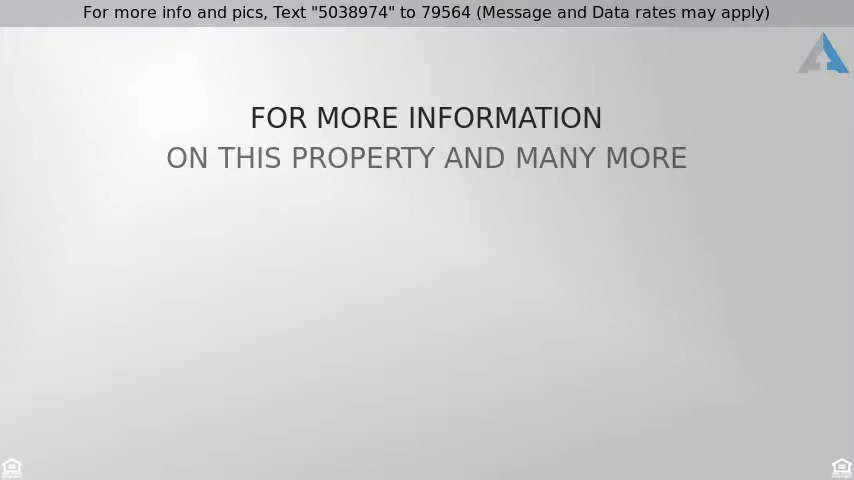 For more info and pics, Text "5038974" to 79564 (Message and Data rates may apply)
FOR MORE INFORMATION
ON THIS PROPERTY AND MANY MORE